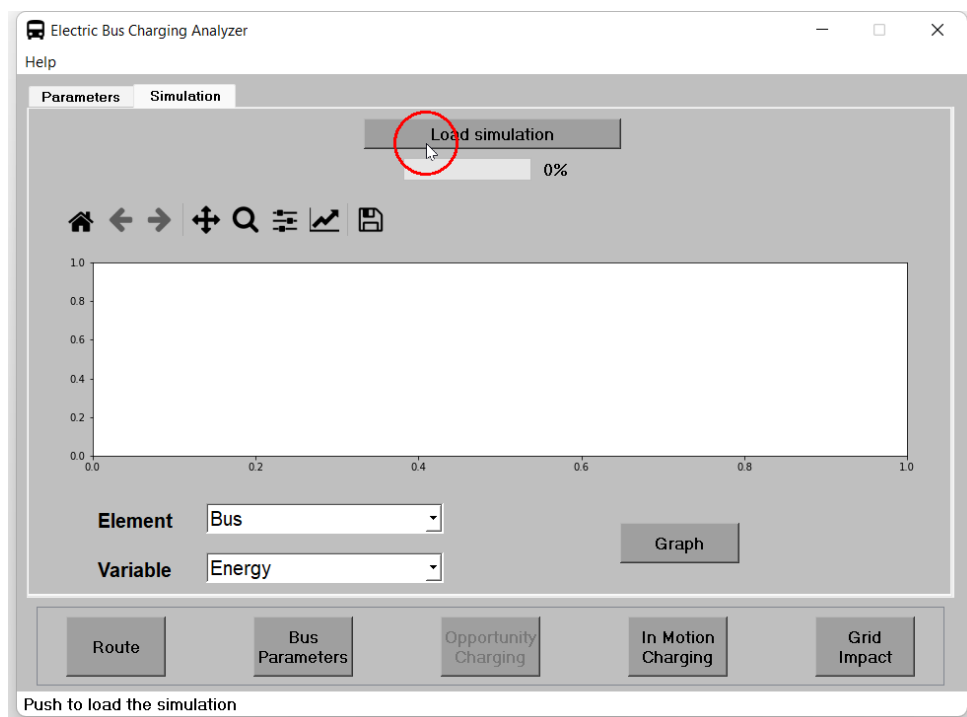 Electric Bus Charging Analyzer
Help
Parameters Simulation
Load simulation
0%
1.0
0.8
0.6
0.4
0.2
0.0
0.0 0.2 0.4 0.6 0.8 1.0
Element Bus
Graph
Variable Energy
Route
Bus
Parameters
Opportunity
Charging
In Motion
Charging
Grid
Impact
Push to load the simulation